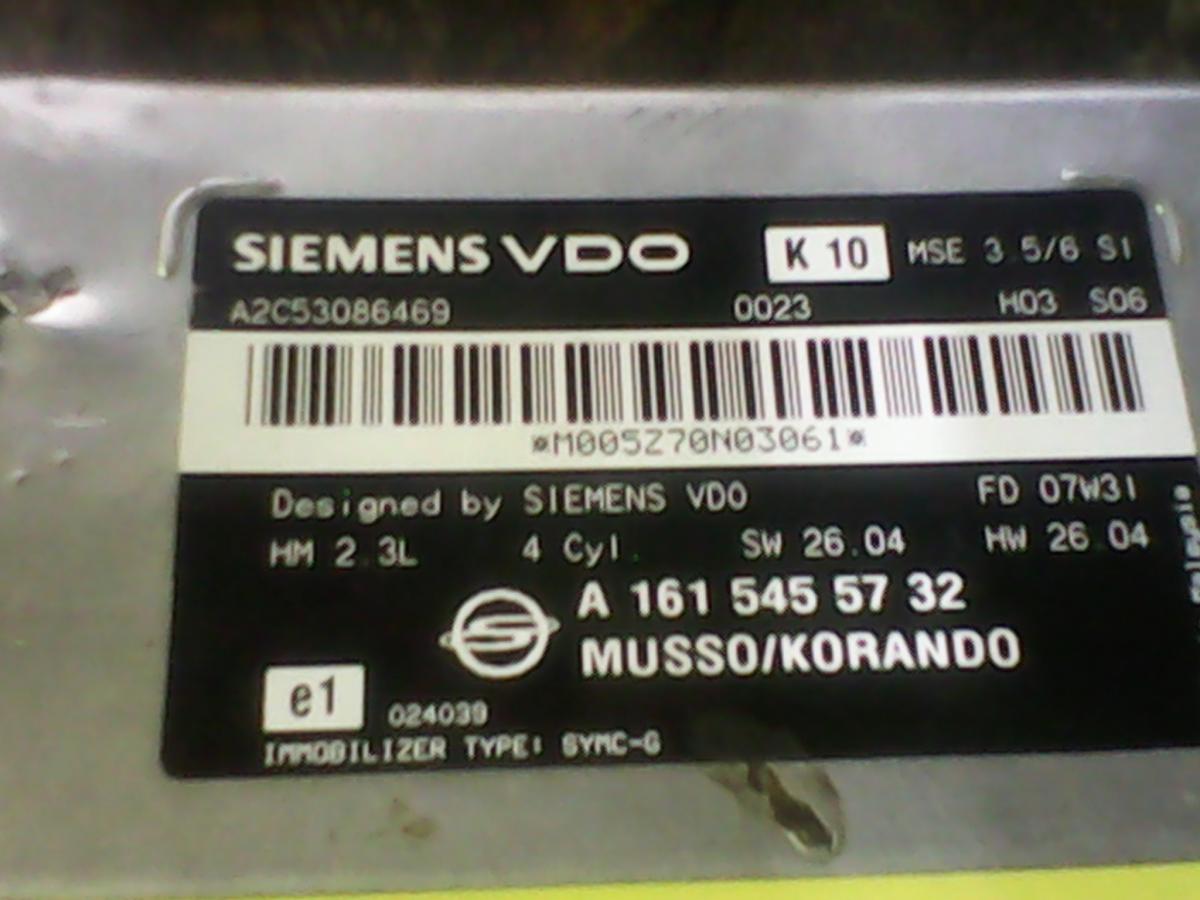 SIEMENS VDO K 10 MSE 3.5/6 SI
A2C53086469 0023 H03 S06
*M005Z70N03061*
Designed by SIEMENS VDO FD 07W31
HM 2.3L 4 Cyl. SW 26.04 HW 26.04
A 161 545 57 32
MUSSO/KORANDO
e1 024039
IMMOBILIZER TYPE: SYMC-G